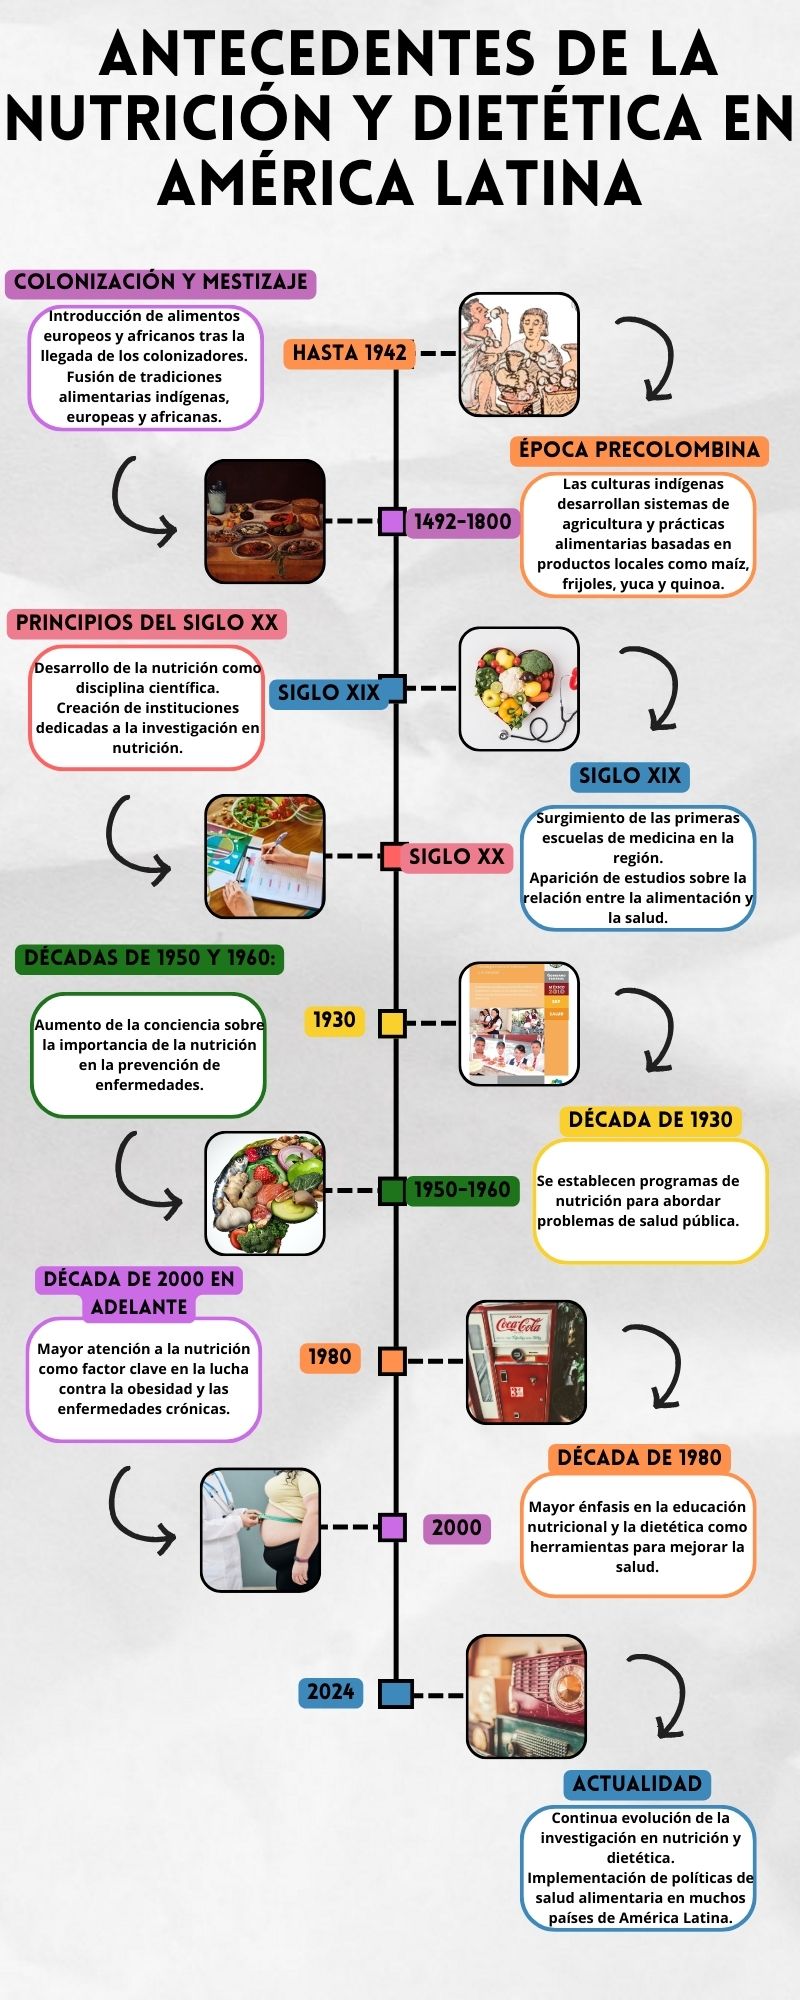 ANTECEDENTES DE LA
NUTRICIÓN Y DIETÉTICA EN
AMÉRICA LATINA
COLONIZACIÓN Y MESTIZAJE
Introducción de alimentos
europeos y africanos tras la
llegada de los colonizadores.
Fusión de tradiciones
alimentarias indígenas,
europeas y africanas.
HASTA 1942
ÉPOCA PRECOLOMBINA
Las culturas indígenas
desarrollan sistemas de
agricultura y prácticas
alimentarias basadas en
productos locales como maíz,
frijoles, yuca y quinoa.
1492-1800
PRINCIPIOS DEL SIGLO XX
Desarrollo de la nutrición como
disciplina científica.
Creación de instituciones
dedicadas a la investigación en
nutrición.
SIGLO XIX
SIGLO XIX
Surgimiento de las primeras
escuelas de medicina en la
región.
Aparición de estudios sobre la
relación entre la alimentación y
la salud.
SIGLO XX
DÉCADAS DE 1950 Y 1960:
Aumento de la conciencia sobre
la importancia de la nutrición
en la prevención de
enfermedades.
1930
MÉXICO
2010
SEP
SALUD
DÉCADA DE 1930
Se establecen programas de
nutrición para abordar
problemas de salud pública.
1950-1960
DÉCADA DE 2000 EN
ADELANTE
Mayor atención a la nutrición
como factor clave en la lucha
contra la obesidad y las
enfermedades crónicas.
1980
Coca-Cola
DÉCADA DE 1980
Mayor énfasis en la educación
nutricional y la dietética como
herramientas para mejorar la
salud.
2000
2024
ACTUALIDAD
Continua evolución de la
investigación en nutrición y
dietética.
Implementación de políticas de
salud alimentaria en muchos
países de América Latina.